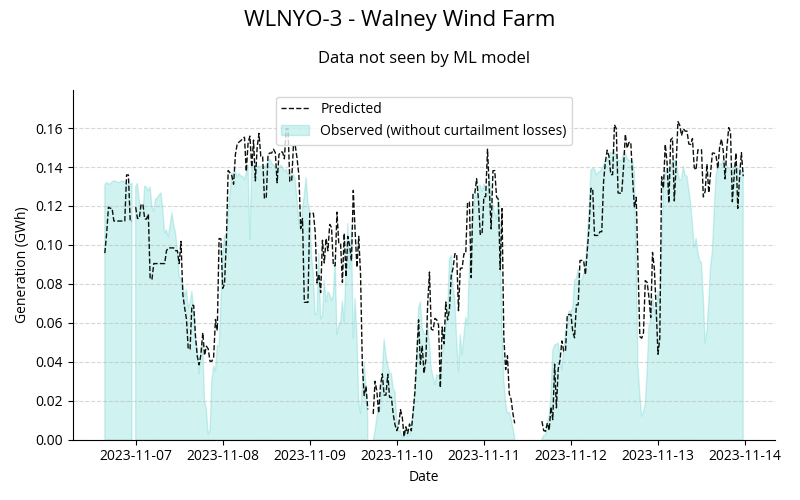 WLNYO-3 - Walney Wind Farm
Data not seen by ML model
Predicted
Observed (without curtailment losses)
Generation (GWh)
0.16
0.14
0.12
0.10
0.08
0.06
0.04
0.02
0.00
2023-11-07 2023-11-08 2023-11-09 2023-11-10 2023-11-11 2023-11-12 2023-11-13 2023-11-14
Date